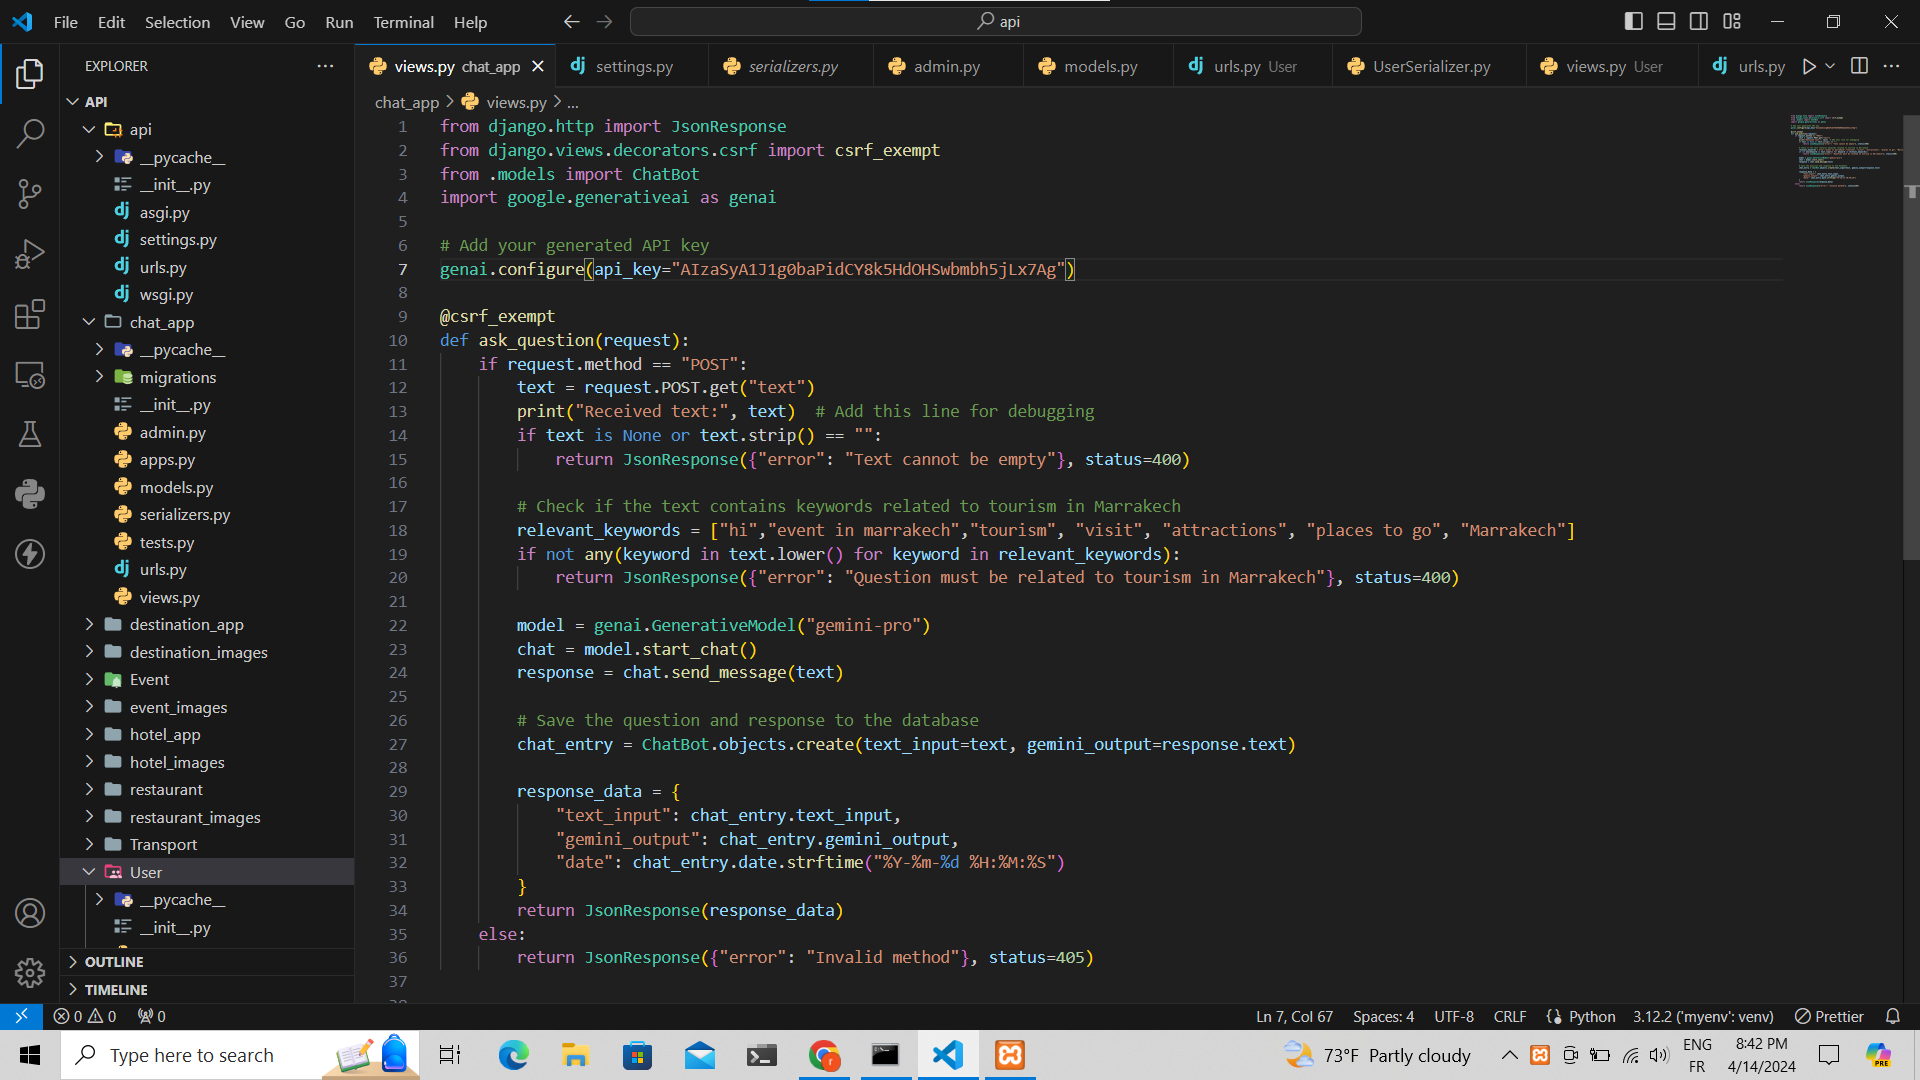 File Edit Selection View Go Run Terminal Help
api
EXPLORER
API
api
__pycache__
__init__.py
asgi.py
settings.py
urls.py
wsgi.py
chat_app
__pycache__
migrations
__init__.py
admin.py
apps.py
models.py
serializers.py
tests.py
urls.py
views.py
destination_app
destination_images
Event
event_images
hotel_app
hotel_images
restaurant
restaurant_images
Transport
User
__pycache__
__init__.py
OUTLINE
TIMELINE
views.py chat_app settings.py serializers.py admin.py models.py urls.py User UserSerializer.py views.py User urls.py
chat_app > views.py > ...
1 from django.http import JsonResponse
2 from django.views.decorators.csrf import csrf_exempt
3 from .models import ChatBot
4 import google.generativeai as genai
5
6 # Add your generated API key
7 genai.configure(api_key="AIzaSyA1J1g0baPidCY8k5HdOHSwbmbh5jLx7Ag")
8
9 @csrf_exempt
10 def ask_question(request):
11 if request.method == "POST":
12 text = request.POST.get("text")
13 print("Received text:", text)  # Add this line for debugging
14 if text is None or text.strip() == "":
15 return JsonResponse({"error": "Text cannot be empty"}, status=400)
16
17 # Check if the text contains keywords related to tourism in Marrakech
18 relevant_keywords = ["hi","event in marrakech","tourism", "visit", "attractions", "places to go", "Marrakech"]
19 if not any(keyword in text.lower() for keyword in relevant_keywords):
20 return JsonResponse({"error": "Question must be related to tourism in Marrakech"}, status=400)
21
22 model = genai.GenerativeModel("gemini-pro")
23 chat = model.start_chat()
24 response = chat.send_message(text)
25
26 # Save the question and response to the database
27 chat_entry = ChatBot.objects.create(text_input=text, gemini_output=response.text)
28
29 response_data = {
30 "text_input": chat_entry.text_input,
31 "gemini_output": chat_entry.gemini_output,
32 "date": chat_entry.date.strftime("%Y-%m-%d %H:%M:%S")
33 }
34 return JsonResponse(response_data)
35 else:
36 return JsonResponse({"error": "Invalid method"}, status=405)
37
0 0 0
Ln 7, Col 67 Spaces: 4 UTF-8 CRLF Python 3.12.2 ('myenv': venv) Prettier
Type here to search
73°F Partly cloudy
ENG
FR
8:42 PM
4/14/2024
PRE